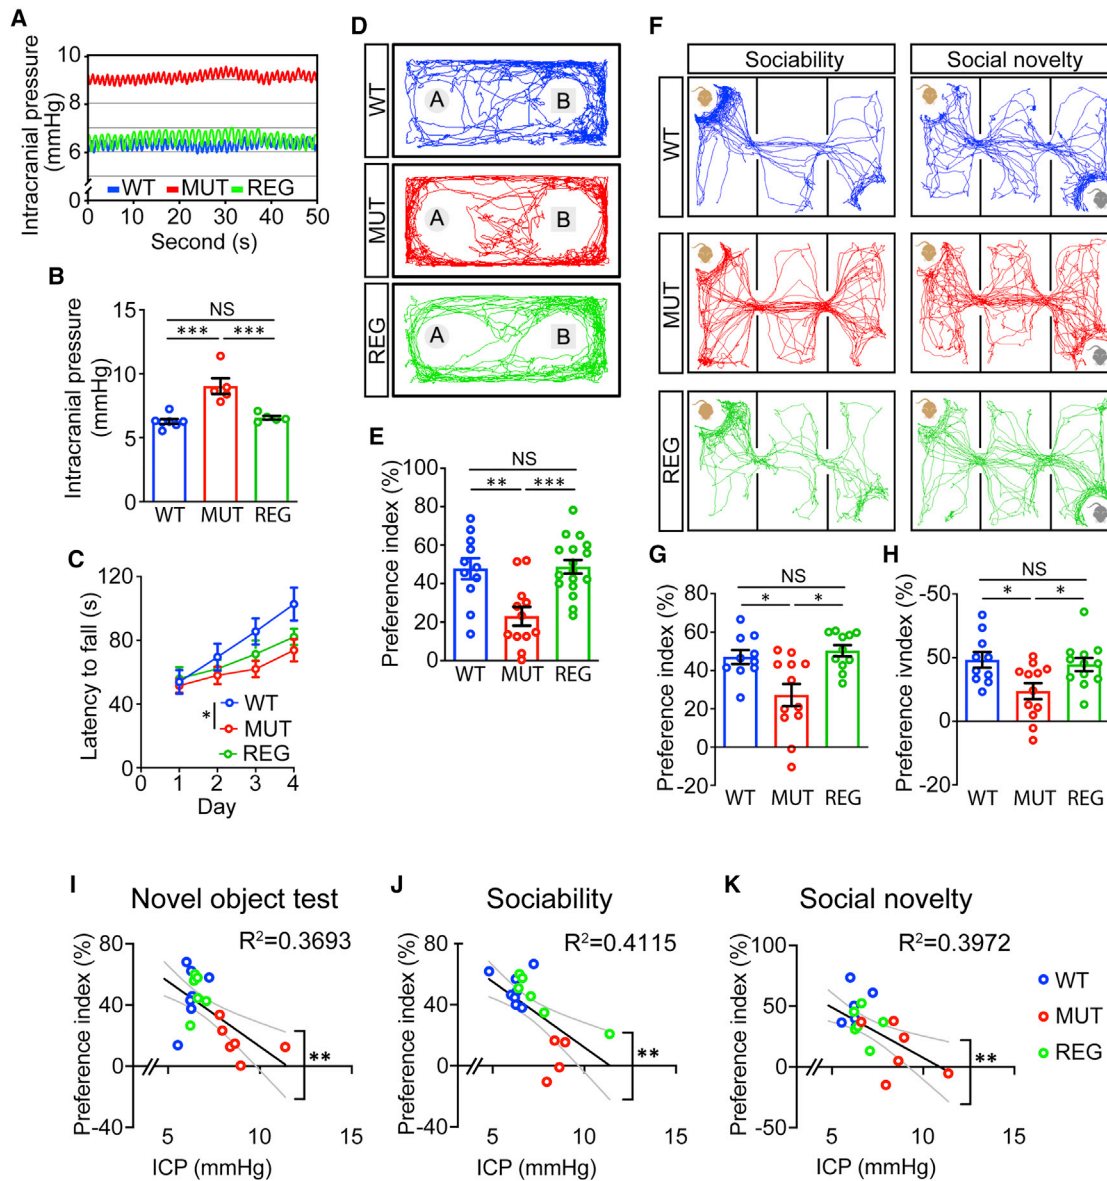 A
Intracranial pressure
(mmHg)
10
8
6
0
WT MUT REG
0 10 20 30 40 50
Second (s)
B
Intracranial pressure
(mmHg)
15
10
5
0
NS
*** ***
WT MUT REG
C
Latency to fall (s)
120
80
40
0
WT
* MUT
REG
0 1 2 3 4
Day
D
WT
A B
MUT
A B
REG
A B
E
Preference index (%)
100
80
60
40
20
0
NS
** ***
WT MUT REG
F
Sociability Social novelty
WT
MUT
REG
G
Preference index (%)
80
60
40
20
0
-20
NS
* *
WT MUT REG
H
Preference ivndex (%)
-50
50
0
-20
NS
* *
WT MUT REG
I
Novel object test
R2=0.3693
Preference index (%)
80
40
0
-40
**
5 10 15
ICP (mmHg)
J
Sociability
R2=0.4115
Preference index (%)
80
40
0
-40
**
5 10 15
ICP (mmHg)
K
Social novelty
R2=0.3972
Preference index (%)
100
50
0
-50
**
5 10 15
ICP (mmHg)
WT
MUT
REG